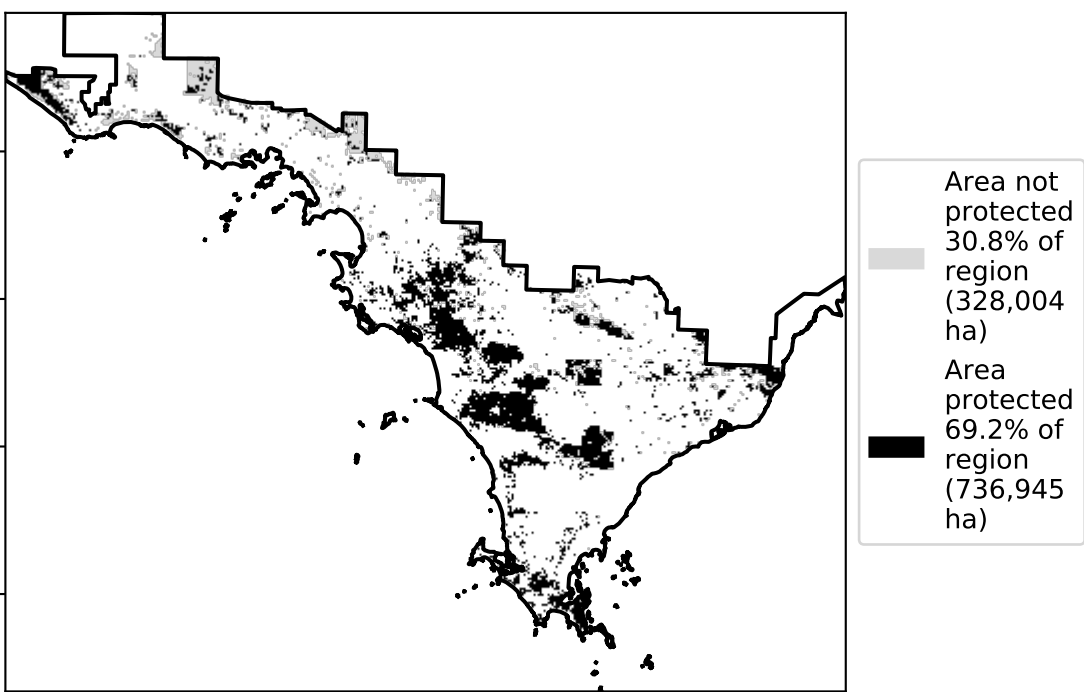 Area not
protected
30.8% of
region
(328,004
ha)
Area
protected
69.2% of
region
(736,945
ha)